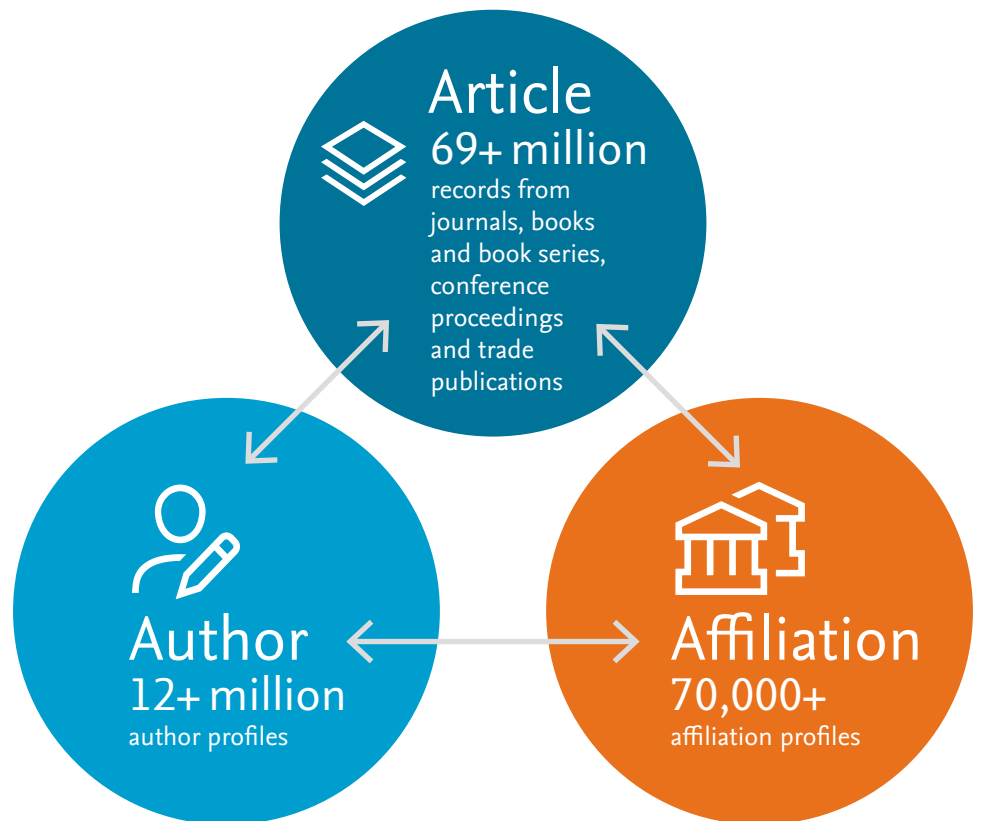 Article
69+ million
records from
journals, books
and book series,
conference
proceedings
and trade
publications
Author
12+ million
author profiles
Affiliation
70,000+
affiliation profiles